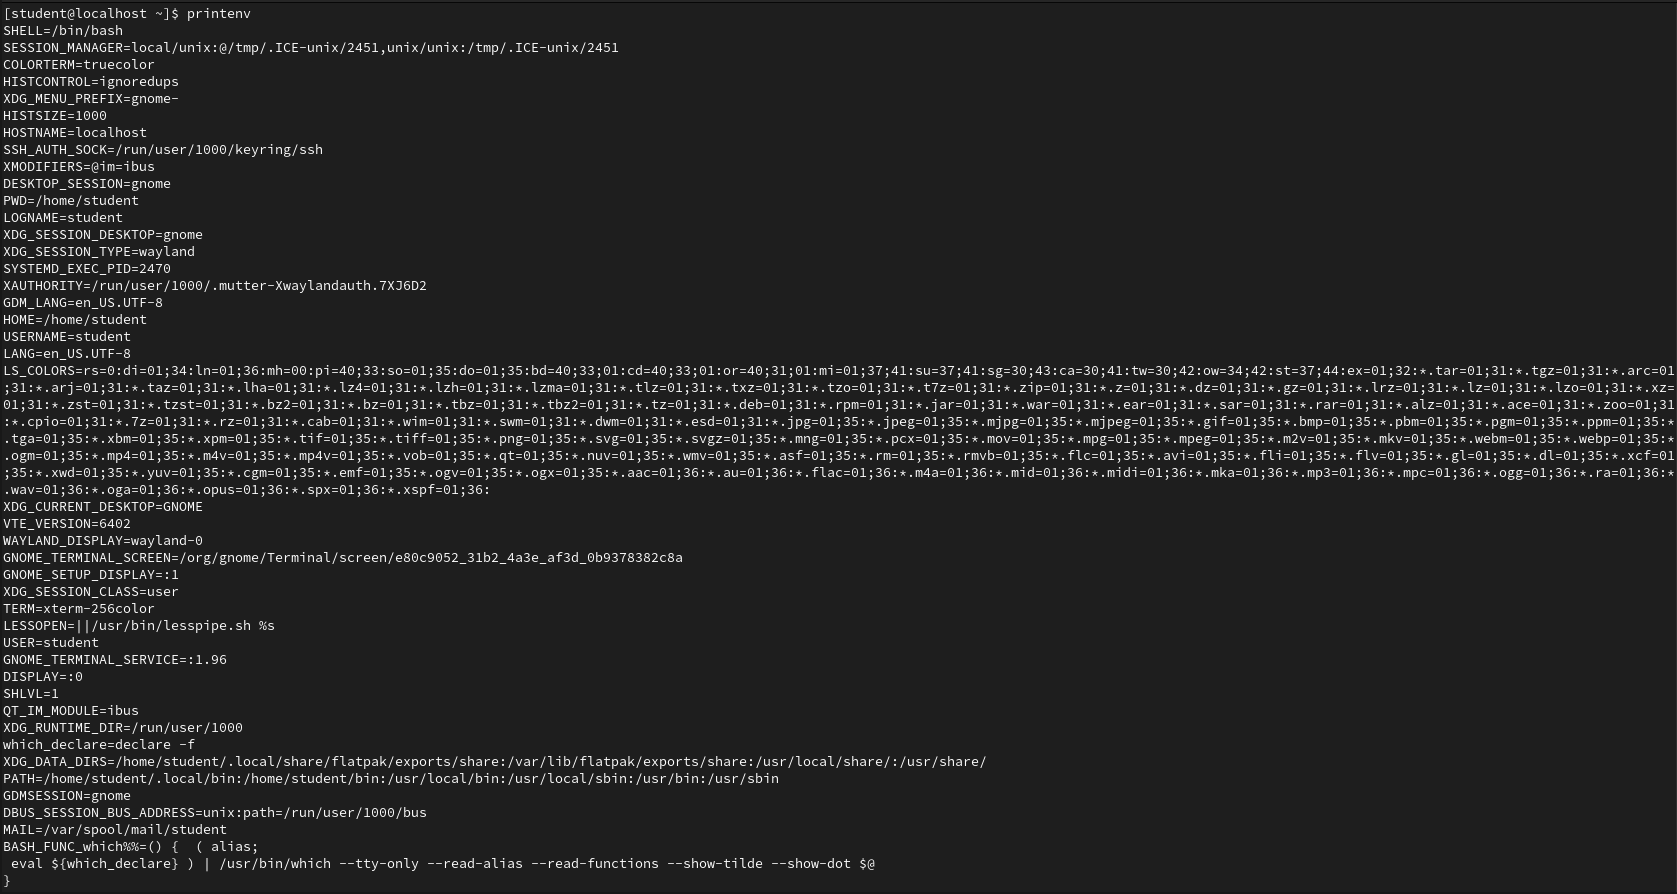 [student@localhost ~]$ printenv
SHELL=/bin/bash
SESSION_MANAGER=local/unix:@/tmp/.ICE-unix/2451,unix/unix:/tmp/.ICE-unix/2451
COLORTERM=truecolor
HISTCONTROL=ignoredups
XDG_MENU_PREFIX=gnome-
HISTSIZE=1000
HOSTNAME=localhost
SSH_AUTH_SOCK=/run/user/1000/keyring/ssh
XMODIFIERS=@im=ibus
DESKTOP_SESSION=gnome
PWD=/home/student
LOGNAME=student
XDG_SESSION_DESKTOP=gnome
XDG_SESSION_TYPE=wayland
SYSTEMD_EXEC_PID=2470
XAUTHORITY=/run/user/1000/.mutter-Xwaylandauth.7XJ6D2
GDM_LANG=en_US.UTF-8
HOME=/home/student
USERNAME=student
LANG=en_US.UTF-8
LS_COLORS=rs=0:di=01;34:ln=01;36:mh=00:pi=40;33:so=01;35:do=01;35:bd=40;33;01:cd=40;33;01:or=40;31;01:mi=01;37;41:su=37;41:sg=30;43:ca=30;41:tw=30;42:ow=34;42:st=37;44:ex=01;32:*.tar=01;31:*.tgz=01;31:*.arc=01
;31:*.arj=01;31:*.taz=01;31:*.lha=01;31:*.lz4=01;31:*.lzh=01;31:*.lzma=01;31:*.tlz=01;31:*.txz=01;31:*.tzo=01;31:*.t7z=01;31:*.zip=01;31:*.z=01;31:*.dz=01;31:*.gz=01;31:*.lrz=01;31:*.lz=01;31:*.lzo=01;31:*.xz=
01;31:*.zst=01;31:*.tzst=01;31:*.bz2=01;31:*.bz=01;31:*.tbz=01;31:*.tbz2=01;31:*.tz=01;31:*.deb=01;31:*.rpm=01;31:*.jar=01;31:*.war=01;31:*.ear=01;31:*.sar=01;31:*.rar=01;31:*.alz=01;31:*.ace=01;31:*.zoo=01;31
:*.cpio=01;31:*.7z=01;31:*.rz=01;31:*.cab=01;31:*.wim=01;31:*.swm=01;31:*.dwm=01;31:*.esd=01;31:*.jpg=01;35:*.jpeg=01;35:*.mjpg=01;35:*.mjpeg=01;35:*.gif=01;35:*.bmp=01;35:*.pbm=01;35:*.pgm=01;35:*.ppm=01;35:*
.tga=01;35:*.xbm=01;35:*.xpm=01;35:*.tif=01;35:*.tiff=01;35:*.png=01;35:*.svg=01;35:*.svgz=01;35:*.mng=01;35:*.pcx=01;35:*.mov=01;35:*.mpg=01;35:*.mpeg=01;35:*.m2v=01;35:*.mkv=01;35:*.webm=01;35:*.webp=01;35:*
.ogm=01;35:*.mp4=01;35:*.m4v=01;35:*.mp4v=01;35:*.vob=01;35:*.qt=01;35:*.nuv=01;35:*.wmv=01;35:*.asf=01;35:*.rm=01;35:*.rmvb=01;35:*.flc=01;35:*.avi=01;35:*.fli=01;35:*.flv=01;35:*.gl=01;35:*.dl=01;35:*.xcf=01
;35:*.xwd=01;35:*.yuv=01;35:*.cgm=01;35:*.emf=01;35:*.ogv=01;35:*.ogx=01;35:*.aac=01;36:*.au=01;36:*.flac=01;36:*.m4a=01;36:*.mid=01;36:*.midi=01;36:*.mka=01;36:*.mp3=01;36:*.mpc=01;36:*.ogg=01;36:*.ra=01;36:*
.wav=01;36:*.oga=01;36:*.opus=01;36:*.spx=01;36:*.xspf=01;36:
XDG_CURRENT_DESKTOP=GNOME
VTE_VERSION=6402
WAYLAND_DISPLAY=wayland-0
GNOME_TERMINAL_SCREEN=/org/gnome/Terminal/screen/e80c9052_31b2_4a3e_af3d_0b9378382c8a
GNOME_SETUP_DISPLAY=:1
XDG_SESSION_CLASS=user
TERM=xterm-256color
LESSOPEN=||/usr/bin/lesspipe.sh %s
USER=student
GNOME_TERMINAL_SERVICE=:1.96
DISPLAY=:0
SHLVL=1
QT_IM_MODULE=ibus
XDG_RUNTIME_DIR=/run/user/1000
which_declare=declare -f
XDG_DATA_DIRS=/home/student/.local/share/flatpak/exports/share:/var/lib/flatpak/exports/share:/usr/local/share/:/usr/share/
PATH=/home/student/.local/bin:/home/student/bin:/usr/local/bin:/usr/local/sbin:/usr/bin:/usr/sbin
GDMSESSION=gnome
DBUS_SESSION_BUS_ADDRESS=unix:path=/run/user/1000/bus
MAIL=/var/spool/mail/student
BASH_FUNC_which%%=() {  ( alias;
 eval ${which_declare} ) | /usr/bin/which --tty-only --read-alias --read-functions --show-tilde --show-dot $@
}